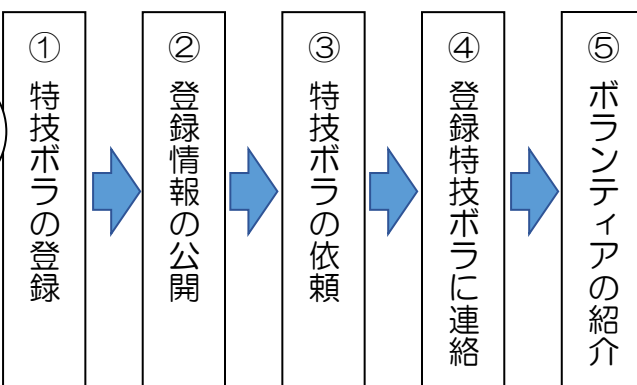 ① 特技ボラの登録
② 登録情報の公開
③ 特技ボラの依頼
④ 登録特技ボラに連絡
⑤ ボランティアの紹介